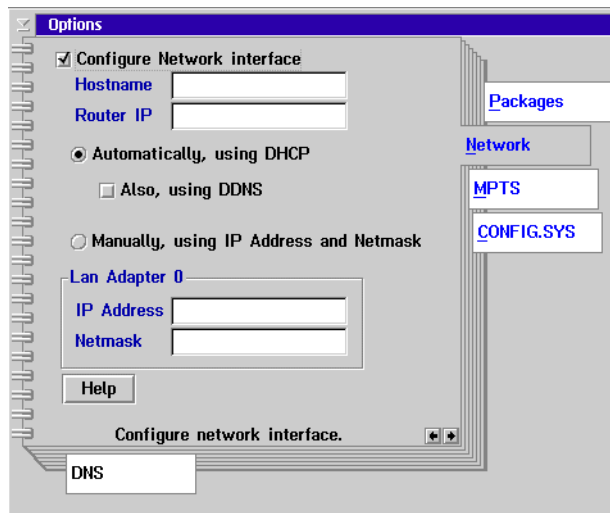 Options
Configure Network interface
Hostname
Router IP
Packages
Network
Automatically, using DHCP
Also, using DDNS
MPTS
CONFIG.SYS
Manually, using IP Address and Netmask
Lan Adapter 0
IP Address
Netmask
Help
Configure network interface.
DNS